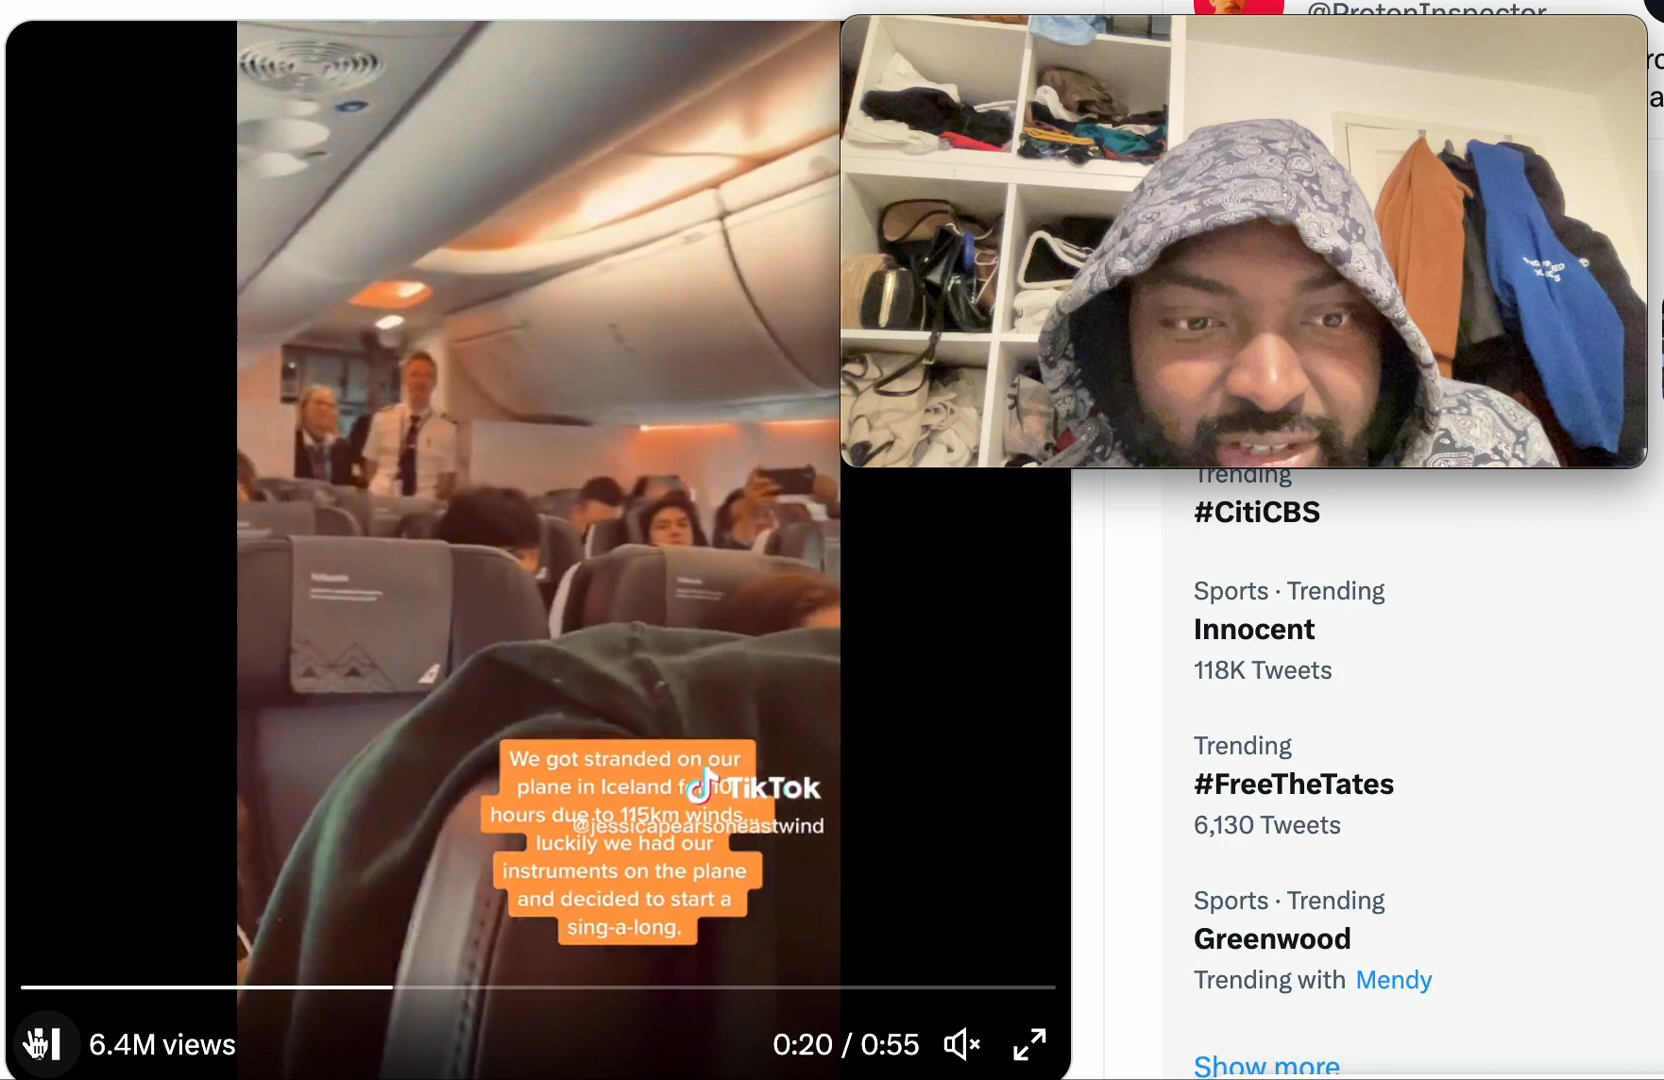 @ProtonInspector
We got stranded on our
plane in Iceland
hours due to 115km winds...
luckily we had our
instruments on the plane
and decided to start a
sing-a-long.
TikTok
@jessicapearsoneastwind
6.4M views
0:20 / 0:55
Trending
#CitiCBS
Sports · Trending
Innocent
118K Tweets
Trending
#FreeTheTates
6,130 Tweets
Sports · Trending
Greenwood
Trending with Mendy
Show more